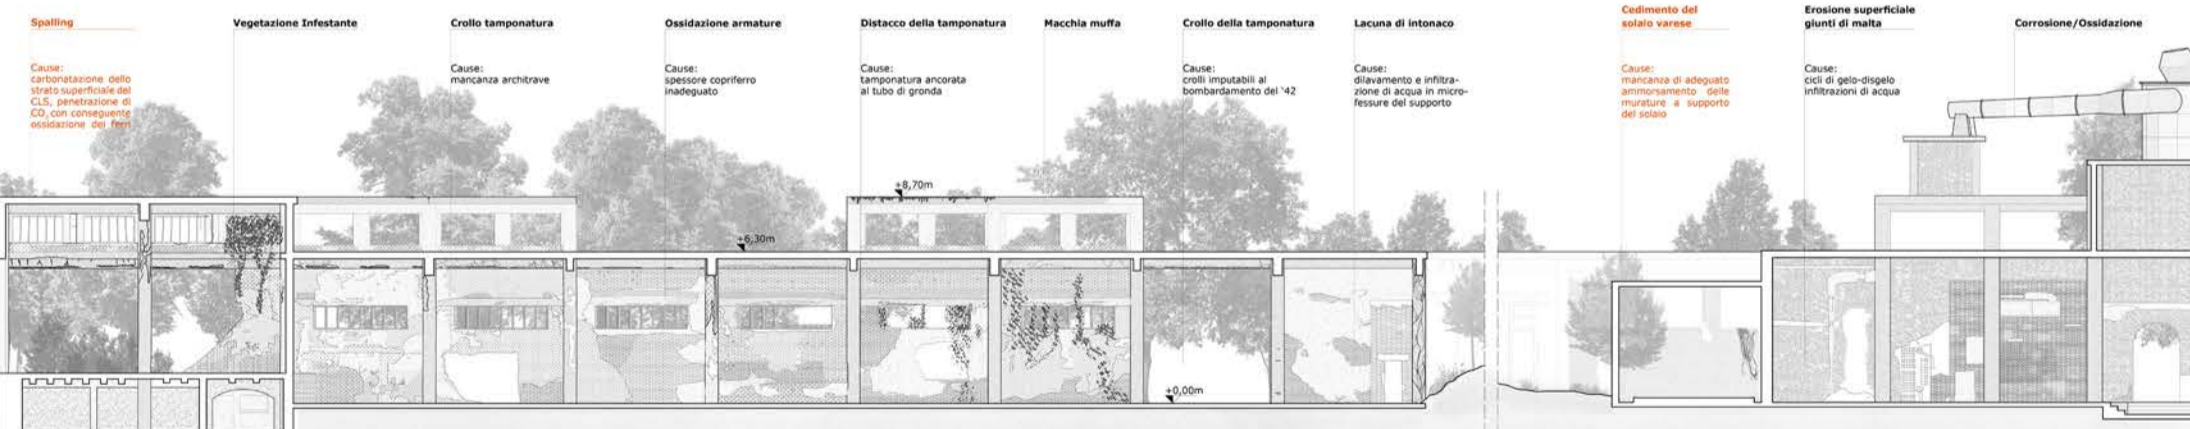 Spalling
Cause:
carbonatazione dello
strato superficiale del
CLS, penetrazione di
CO, con conseguente
ossidazione dei ferri
Vegetazione Infestante
Crollo tamponatura
Cause:
mancanza architrave
Ossidazione armature
Cause:
spessore copriferro
inadeguato
Distacco della tamponatura
Cause:
tamponatura ancorata
al tubo di gronda
Macchia muffa
Crollo della tamponatura
Cause:
crolli imputabili al
bombardamento del '42
Lacuna di intonaco
Cause:
dilavamento e infiltra-
zione di acqua in micro-
fessure del supporto
Cedimento del
solaio varese
Cause:
mancanza di adeguato
ammorsamento delle
murature a supporto
del solaio
Erosione superficiale
giunti di malta
Cause:
cicli di gelo-disgelo
infiltrazioni di acqua
Corrosione/Ossidazione
+8,70m
+6,30m
+0,00m